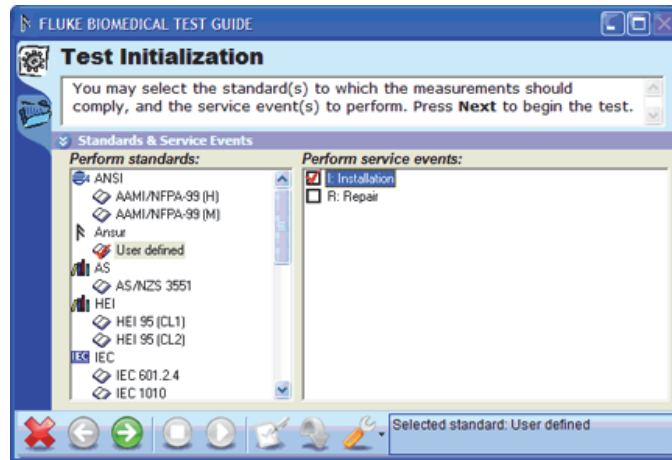 FLUKE BIOMEDICAL TEST GUIDE
Test Initialization
You may select the standard(s) to which the measurements should
comply, and the service event(s) to perform. Press Next to begin the test.
Standards & Service Events
Perform standards:
ANSI
AAMI/NFPA-99 (H)
AAMI/NFPA-99 (M)
Ansur
User defined
AS
AS/NZS 3551
HEI
HEI 95 (CL1)
HEI 95 (CL2)
IEC IEC
IEC 601.2.4
IEC 1010
Perform service events:
I: Installation
R: Repair
Selected standard: User defined